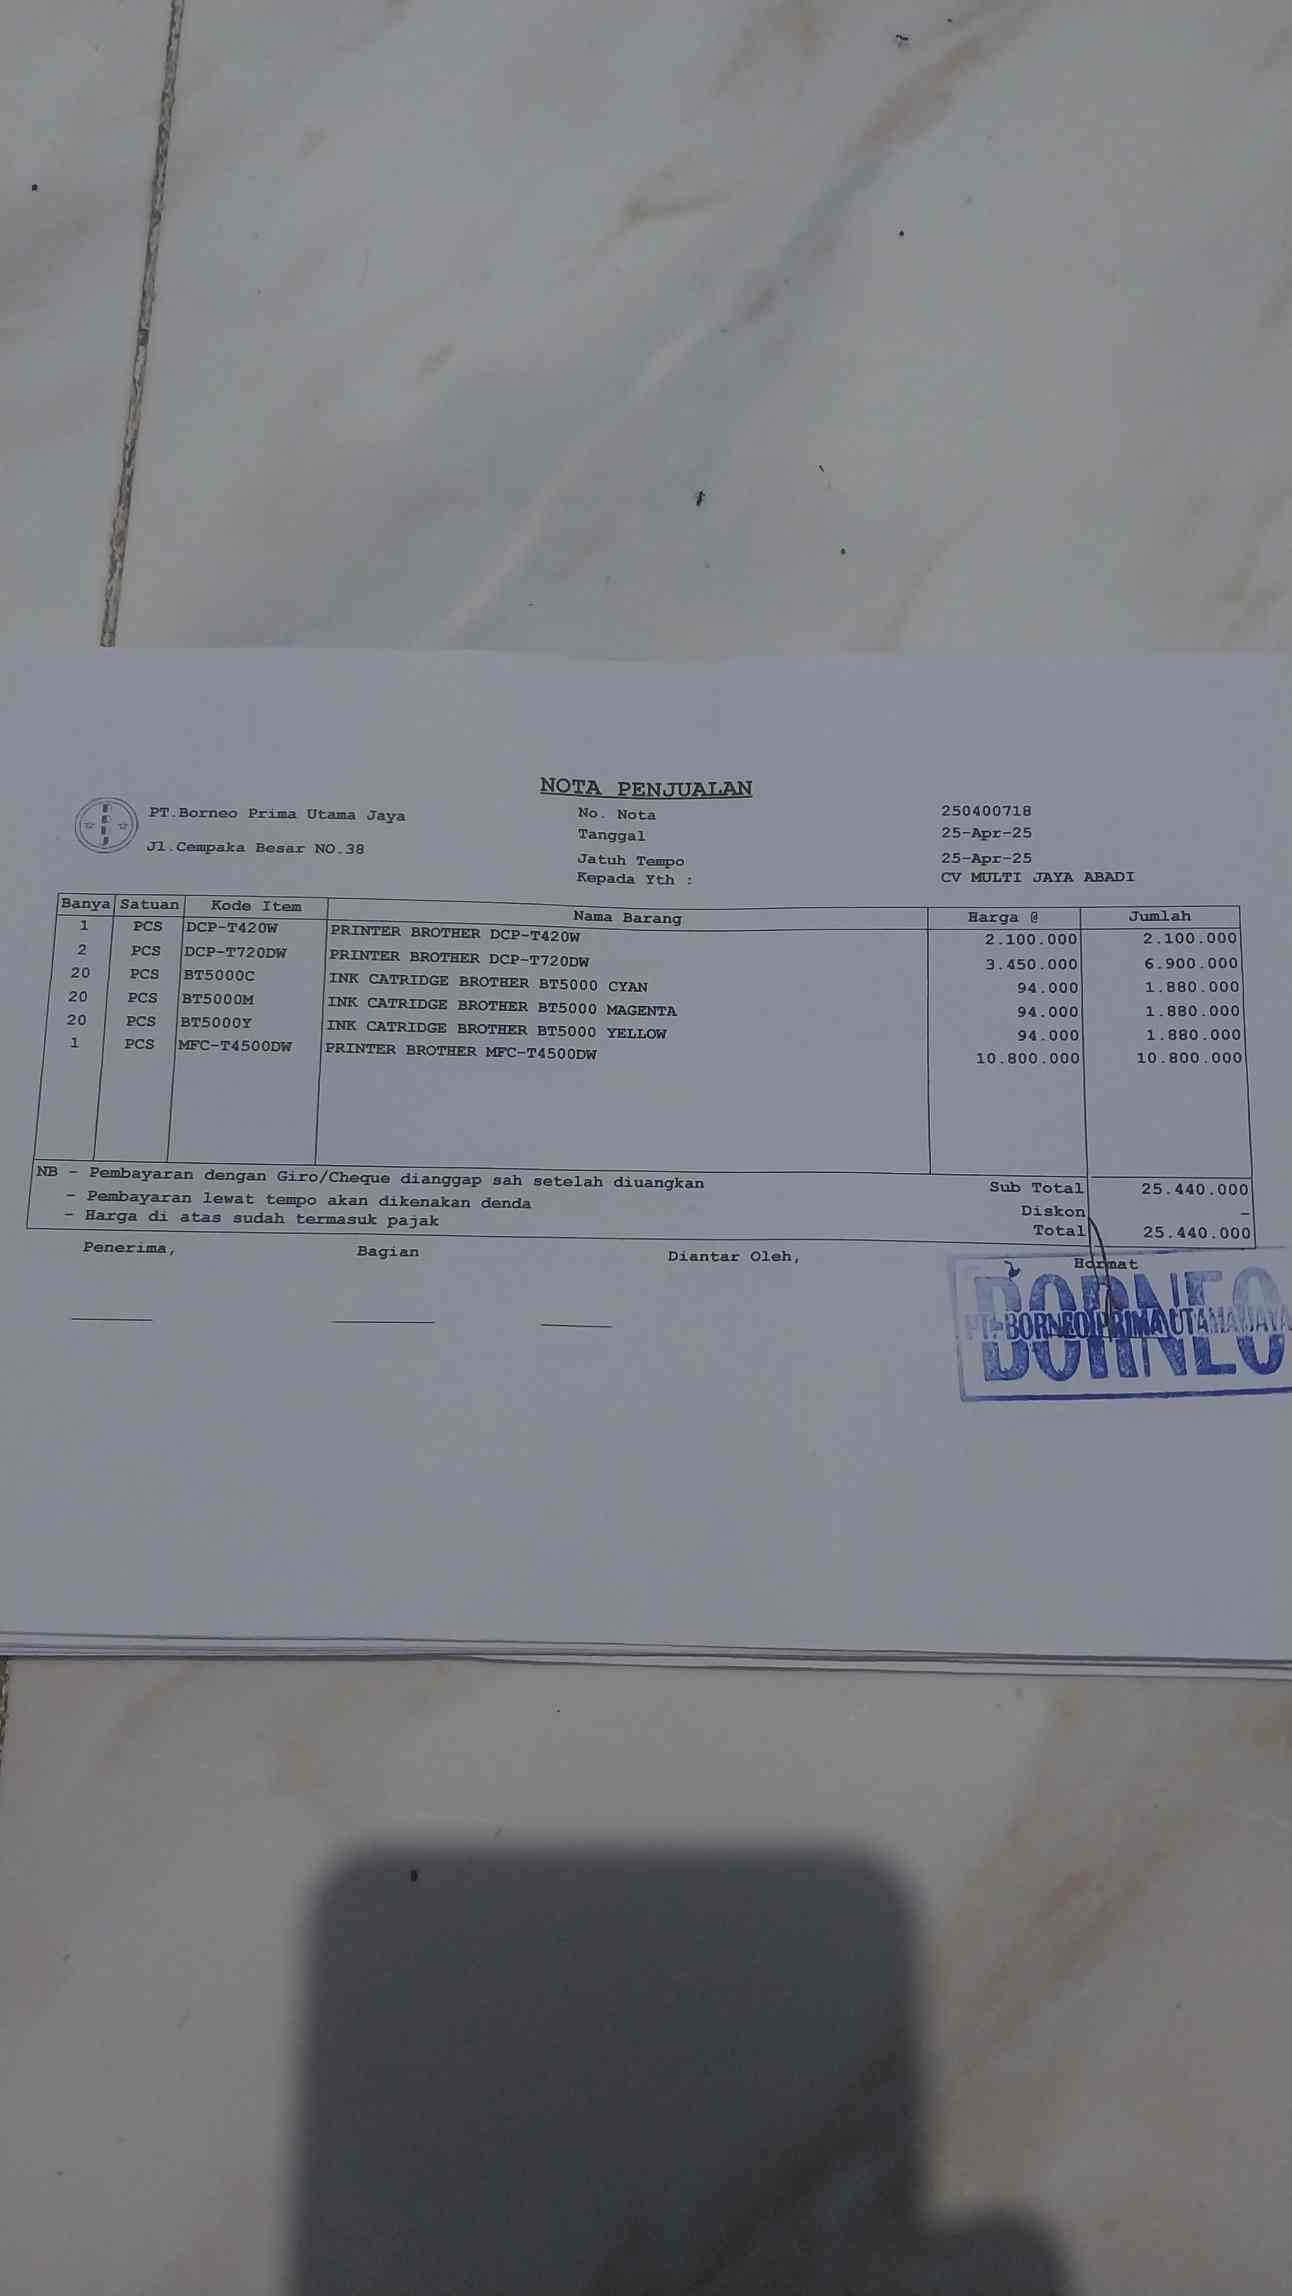 NOTA PENJUALAN
BPUJ
PT.Borneo Prima Utama Jaya
Jl.Cempaka Besar NO.38
No. Nota 250400718
Tanggal 25-Apr-25
Jatuh Tempo 25-Apr-25
Kepada Yth : CV MULTI JAYA ABADI
Banya Satuan Kode Item Nama Barang Harga @ Jumlah
1 PCS DCP-T420W PRINTER BROTHER DCP-T420W 2.100.000 2.100.000
2 PCS DCP-T720DW PRINTER BROTHER DCP-T720DW 3.450.000 6.900.000
20 PCS BT5000C INK CATRIDGE BROTHER BT5000 CYAN 94.000 1.880.000
20 PCS BT5000M INK CATRIDGE BROTHER BT5000 MAGENTA 94.000 1.880.000
20 PCS BT5000Y INK CATRIDGE BROTHER BT5000 YELLOW 94.000 1.880.000
1 PCS MFC-T4500DW PRINTER BROTHER MFC-T4500DW 10.800.000 10.800.000
NB - Pembayaran dengan Giro/Cheque dianggap sah setelah diuangkan
- Pembayaran lewat tempo akan dikenakan denda
- Harga di atas sudah termasuk pajak
Sub Total 25.440.000
Diskon -
Total 25.440.000
Penerima, Bagian Diantar Oleh, Hormat
BORNEO
PT. BORNEO PRIMA UTAMA JAYA